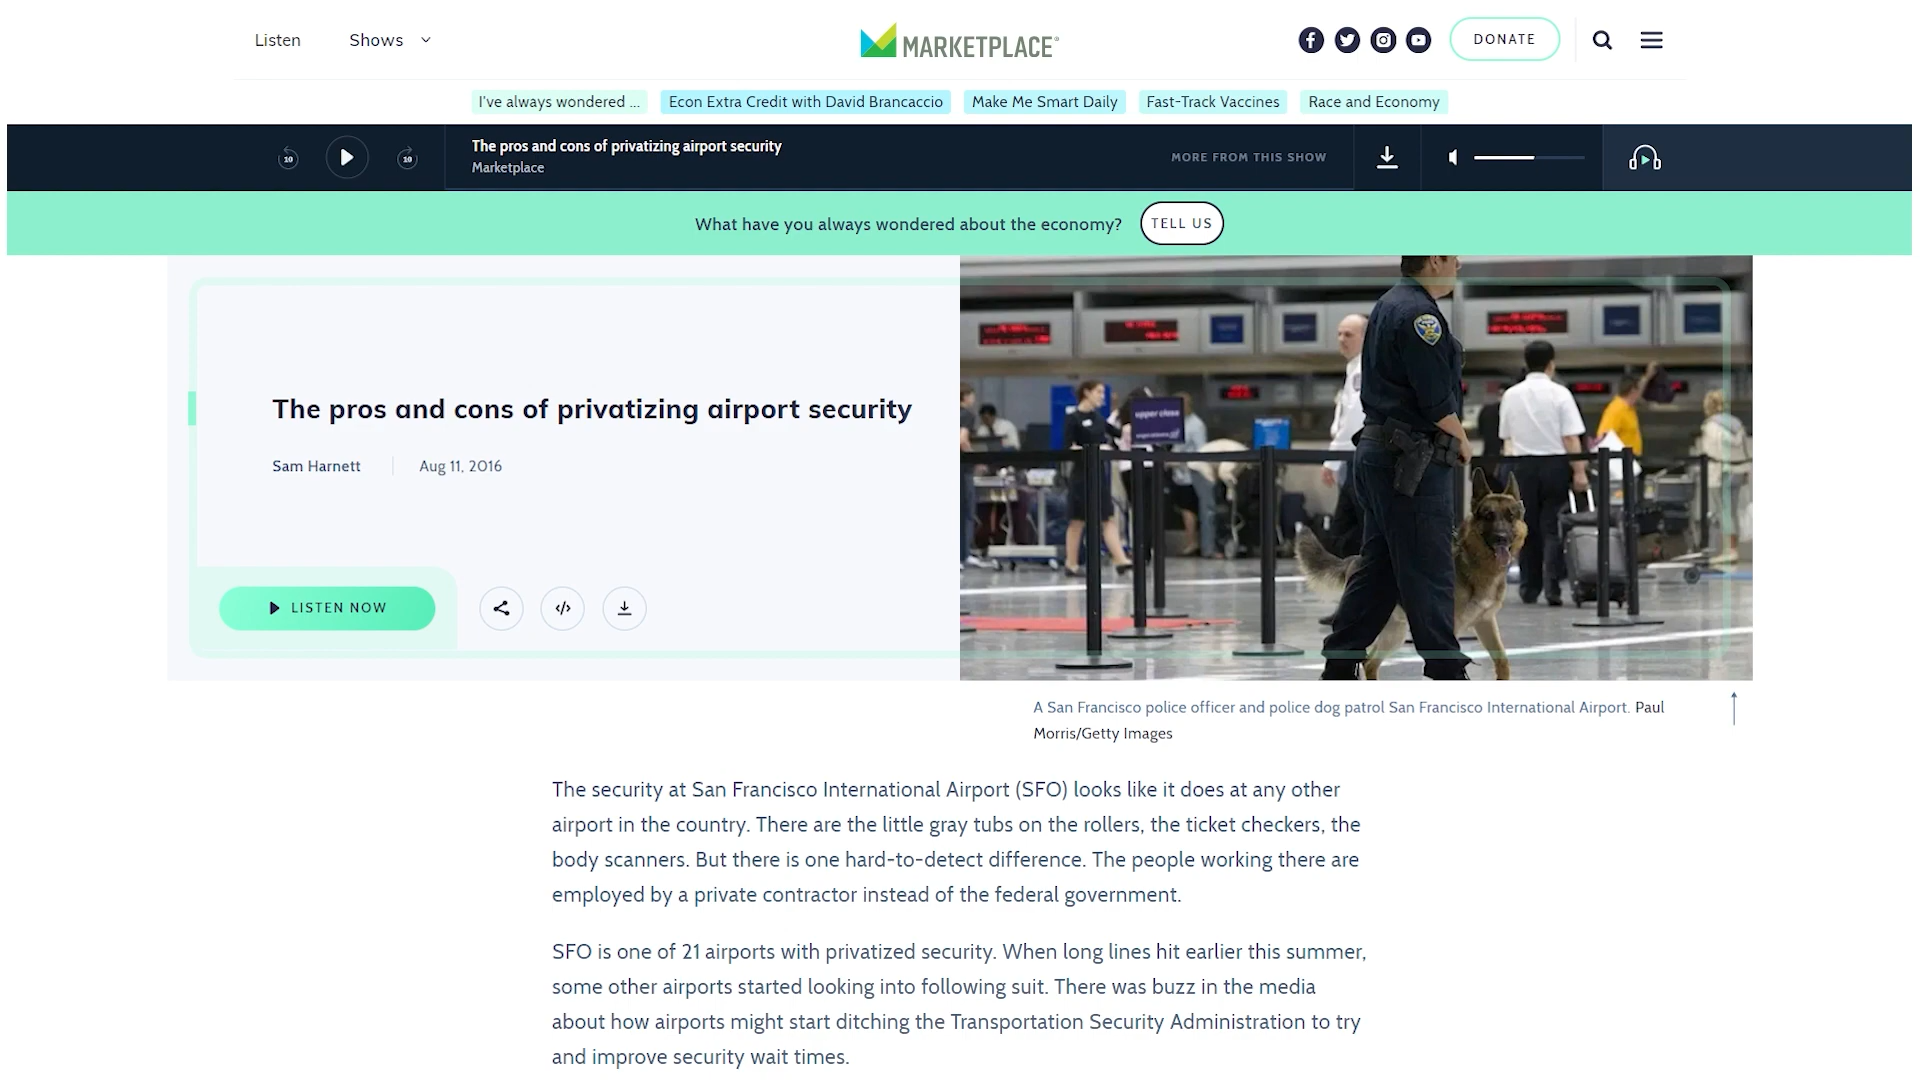 Listen
Shows
MARKETPLACE®
DONATE
I've always wondered ...
Econ Extra Credit with David Brancaccio
Make Me Smart Daily
Fast-Track Vaccines
Race and Economy
10
10
The pros and cons of privatizing airport security
Marketplace
MORE FROM THIS SHOW
What have you always wondered about the economy?
TELL US
The pros and cons of privatizing airport security
Sam Harnett
Aug 11, 2016
LISTEN NOW
upper class
A San Francisco police officer and police dog patrol San Francisco International Airport. Paul
Morris/Getty Images
The security at San Francisco International Airport (SFO) looks like it does at any other
airport in the country. There are the little gray tubs on the rollers, the ticket checkers, the
body scanners. But there is one hard-to-detect difference. The people working there are
employed by a private contractor instead of the federal government.
SFO is one of 21 airports with privatized security. When long lines hit earlier this summer,
some other airports started looking into following suit. There was buzz in the media
about how airports might start ditching the Transportation Security Administration to try
and improve security wait times.